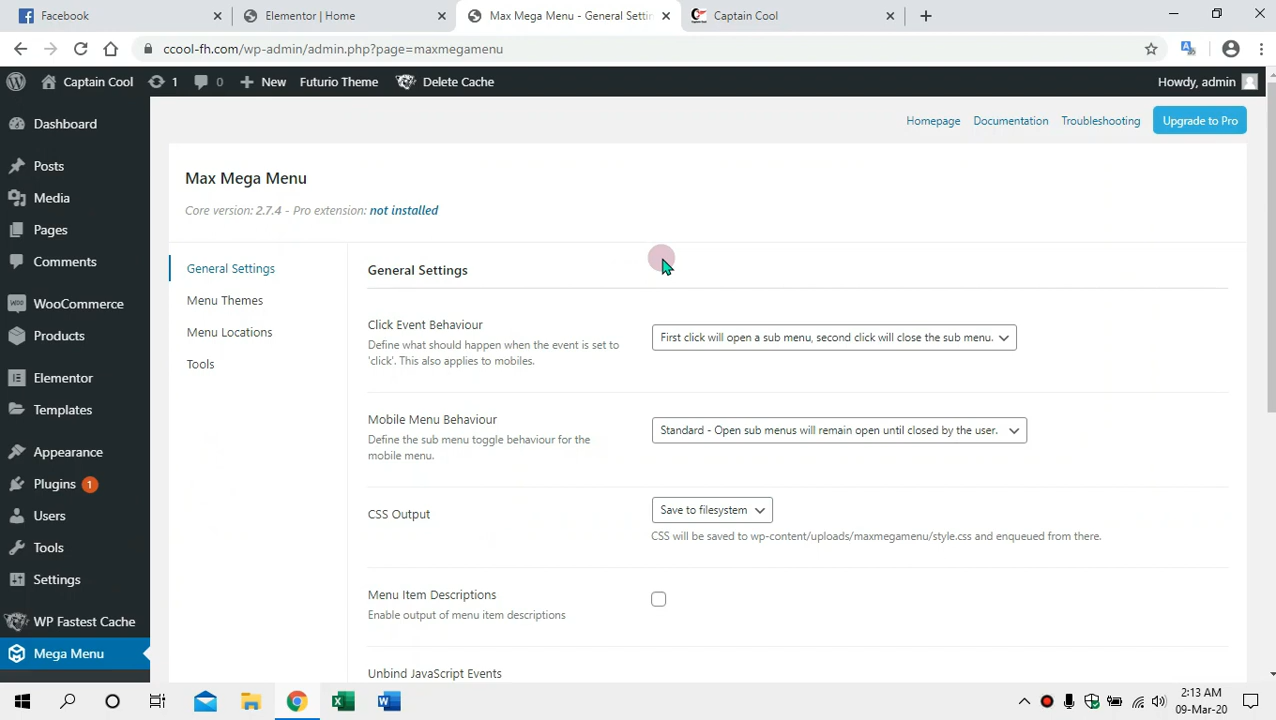 Facebook
Elementor | Home
Max Mega Menu - General Settin
Captain Cool
ccool-fh.com/wp-admin/admin.php?page=maxmegamenu
Captain Cool
1
0
New
Futurio Theme
Delete Cache
Howdy, admin
Dashboard
Posts
Media
Pages
Comments
WooCommerce
Products
Elementor
Templates
Appearance
Plugins 1
Users
Tools
Settings
WP Fastest Cache
Mega Menu
Homepage
Documentation
Troubleshooting
Upgrade to Pro
Max Mega Menu
Core version: 2.7.4 - Pro extension: not installed
General Settings
Menu Themes
Menu Locations
Tools
General Settings
Click Event Behaviour
Define what should happen when the event is set to
'click'. This also applies to mobiles.
First click will open a sub menu, second click will close the sub menu.
Mobile Menu Behaviour
Define the sub menu toggle behaviour for the
mobile menu.
Standard - Open sub menus will remain open until closed by the user.
CSS Output
Save to filesystem
CSS will be saved to wp-content/uploads/maxmegamenu/style.css and enqueued from there.
Menu Item Descriptions
Enable output of menu item descriptions
Unbind JavaScript Events
2:13 AM
09-Mar-20